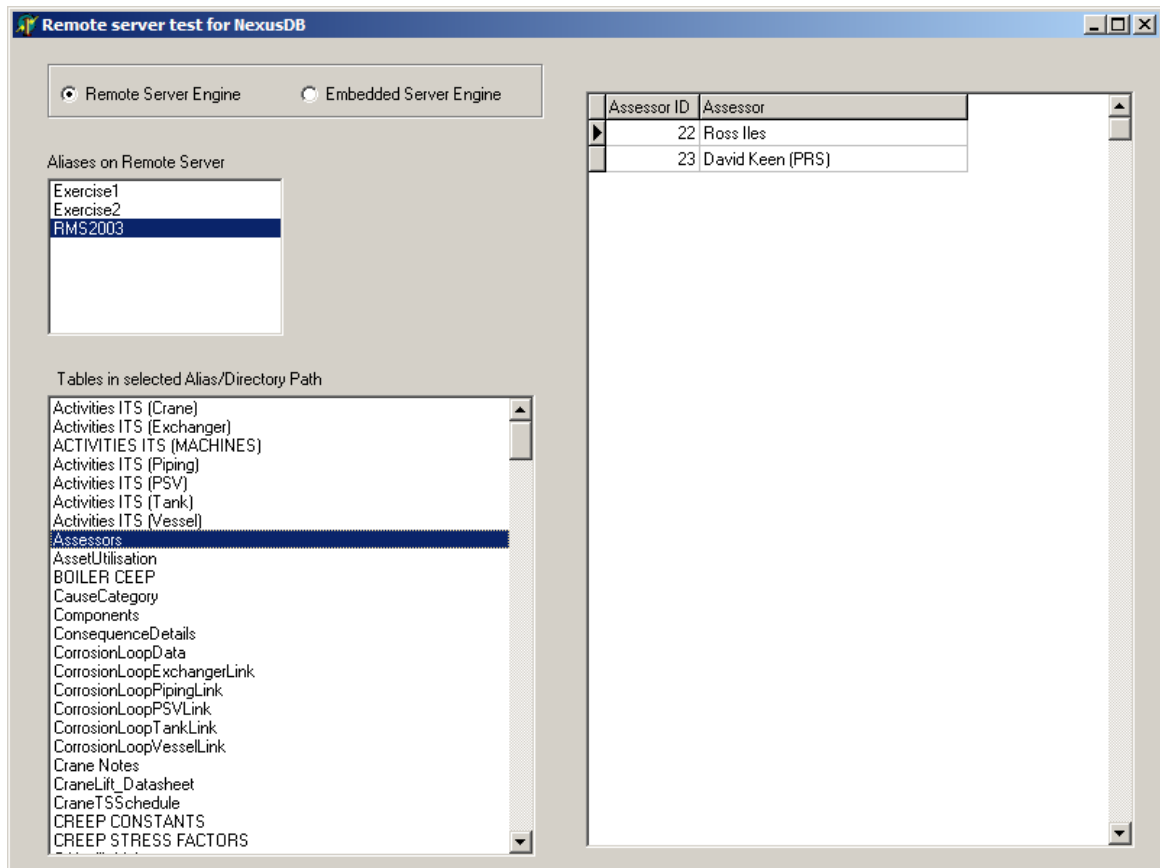 Remote server test for NexusDB
Remote Server Engine
Embedded Server Engine
Aliases on Remote Server
Exercise1
Exercise2
RMS2003
Tables in selected Alias/Directory Path
Activities ITS (Crane)
Activities ITS (Exchanger)
ACTIVITIES ITS (MACHINES)
Activities ITS (Piping)
Activities ITS (PSV)
Activities ITS (Tank)
Activities ITS (Vessel)
Assessors
AssetUtilisation
BOILER CEEP
CauseCategory
Components
ConsequenceDetails
CorrosionLoopData
CorrosionLoopExchangerLink
CorrosionLoopPipingLink
CorrosionLoopPSVLink
CorrosionLoopTankLink
CorrosionLoopVesselLink
Crane Notes
CraneLift_Datasheet
CraneTSSchedule
CREEP CONSTANTS
CREEP STRESS FACTORS
Assessor ID Assessor
22 Ross Iles
23 David Keen (PRS)